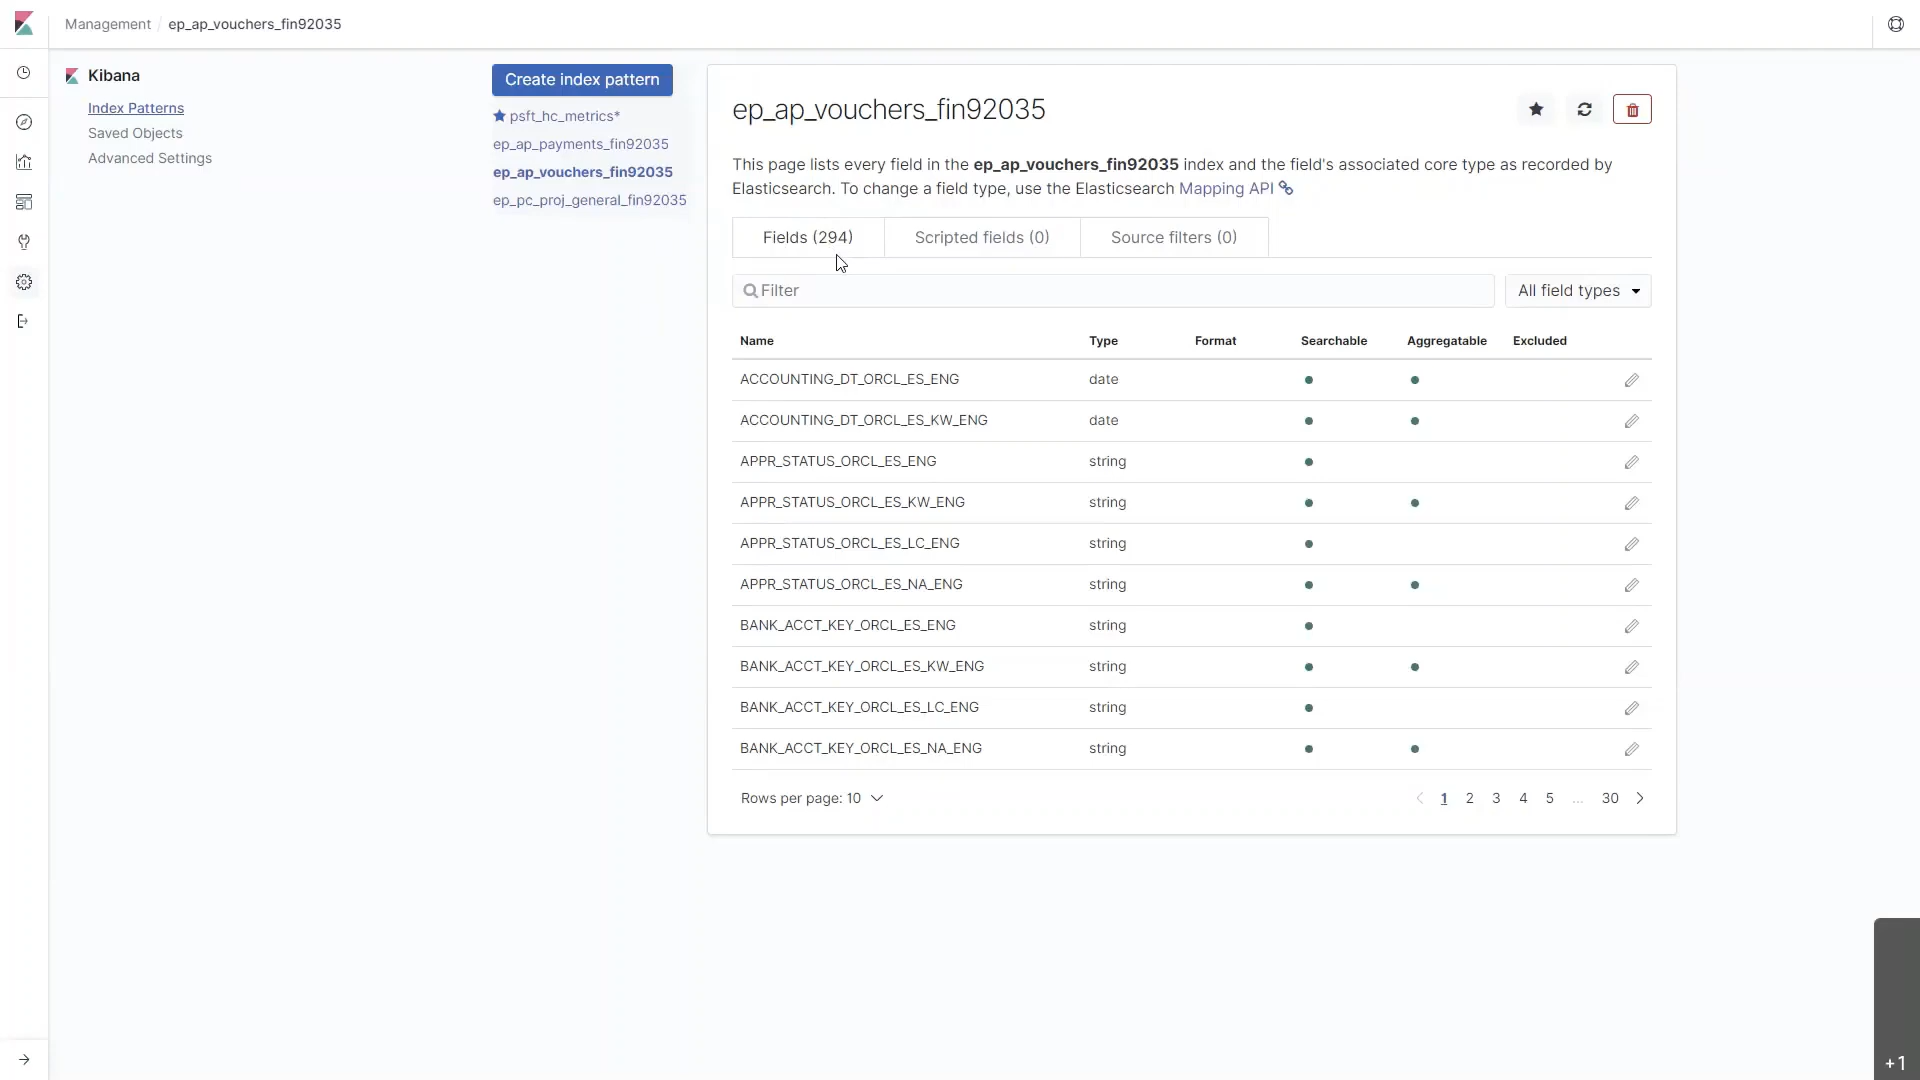 Management / ep_ap_vouchers_fin92035
Kibana
Index Patterns
Saved Objects
Advanced Settings
Create index pattern
psft_hc_metrics*
ep_ap_payments_fin92035
ep_ap_vouchers_fin92035
ep_pc_proj_general_fin92035
ep_ap_vouchers_fin92035
This page lists every field in the ep_ap_vouchers_fin92035 index and the field's associated core type as recorded by
Elasticsearch. To change a field type, use the Elasticsearch Mapping API
Fields (294) Scripted fields (0) Source filters (0)
Filter All field types
Name Type Format Searchable Aggregatable Excluded
ACCOUNTING_DT_ORCL_ES_ENG date
ACCOUNTING_DT_ORCL_ES_KW_ENG date
APPR_STATUS_ORCL_ES_ENG string
APPR_STATUS_ORCL_ES_KW_ENG string
APPR_STATUS_ORCL_ES_LC_ENG string
APPR_STATUS_ORCL_ES_NA_ENG string
BANK_ACCT_KEY_ORCL_ES_ENG string
BANK_ACCT_KEY_ORCL_ES_KW_ENG string
BANK_ACCT_KEY_ORCL_ES_LC_ENG string
BANK_ACCT_KEY_ORCL_ES_NA_ENG string
Rows per page: 10 1 2 3 4 5 ... 30
+1